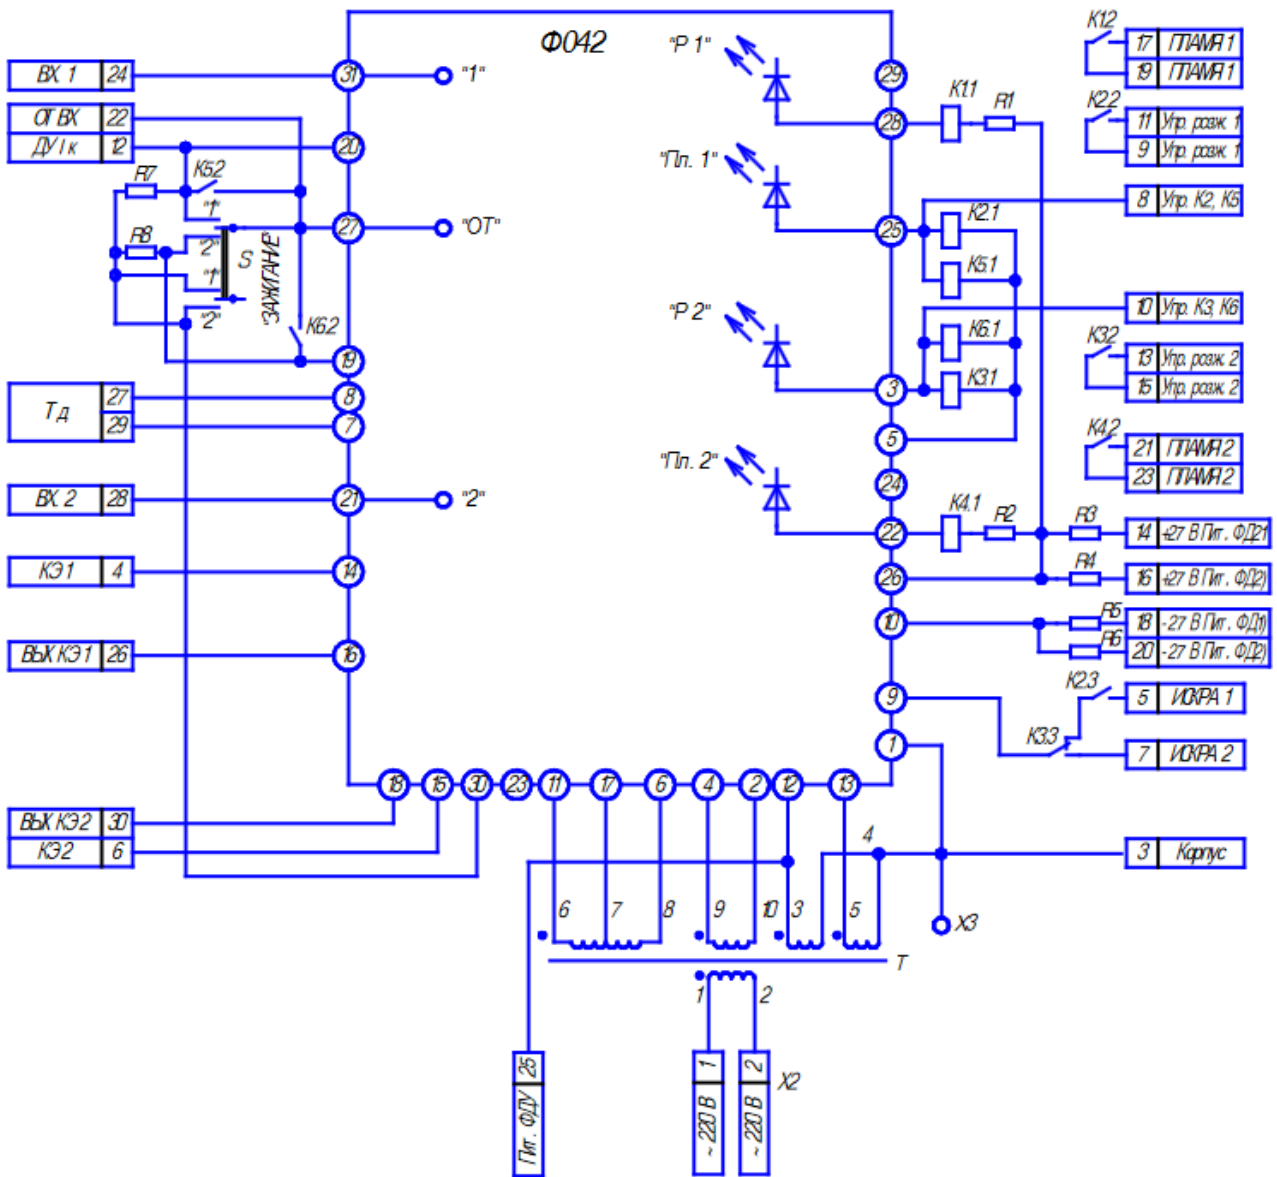 Ф042
"Р 1"
К1.2
17 ПЛАМЯ 1
19 ПЛАМЯ 1
ВХ. 1 24
31
"1"
29
К1.1
R1
28
К2.2
11 Упр. розж. 1
9 Упр. розж. 1
ОТ ВХ 22
ДУ I к 12
20
"Пл. 1"
R7
К5.2
"1"
8 Упр. К2, К5
К2.1
25
27
"ОТ"
R8
"2"
S
"ЗАЖИГАНИЕ"
"1"
К5.1
"2"
К6.2
"Р 2"
10 Упр. К3, К6
К6.1
К3.2
13 Упр. розж. 2
15 Упр. розж. 2
19
К3.1
3
Тд
27
29
8
7
5
К4.2
21 ПЛАМЯ 2
23 ПЛАМЯ 2
"Пл. 2"
24
ВХ. 2 28
21
"2"
К4.1
R2
R3
22
14 +27 В Пит. ФД21
КЭ 1 4
14
26
R4
16 +27 В Пит. ФД2)
10
R5
18 -27 В Пит. ФД1)
R6
20 -27 В Пит. ФД2)
ВЫХ КЭ 1 26
16
9
К2.3
5 ИСКРА 1
К3.3
7 ИСКРА 2
1
18 15 30 23 11 17 6 4 2 12 13
ВЫХ КЭ 2 30
КЭ 2 6
4
3 Корпус
6 7 8 9 10 3 5
Х3
Т
1 2
25
Пит. ФДУ
1
~ 220 В
2
~ 220 В
Х2